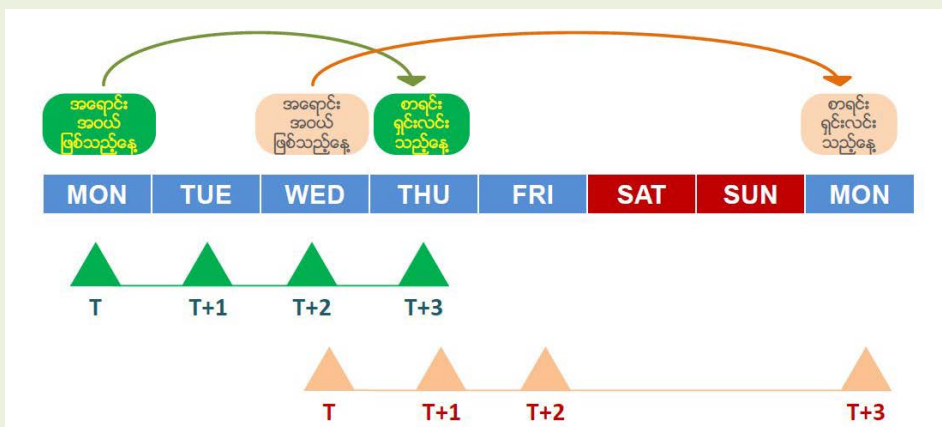 အရောင်း
အဝယ်
ဖြစ်သည့်နေ့
အရောင်း
အဝယ်
ဖြစ်သည့်နေ့
စာရင်း
ရှင်းလင်း
သည့်နေ့
စာရင်း
ရှင်းလင်း
သည့်နေ့
MON TUE WED THU FRI SAT SUN MON
T T+1 T+2 T+3
T T+1 T+2 T+3